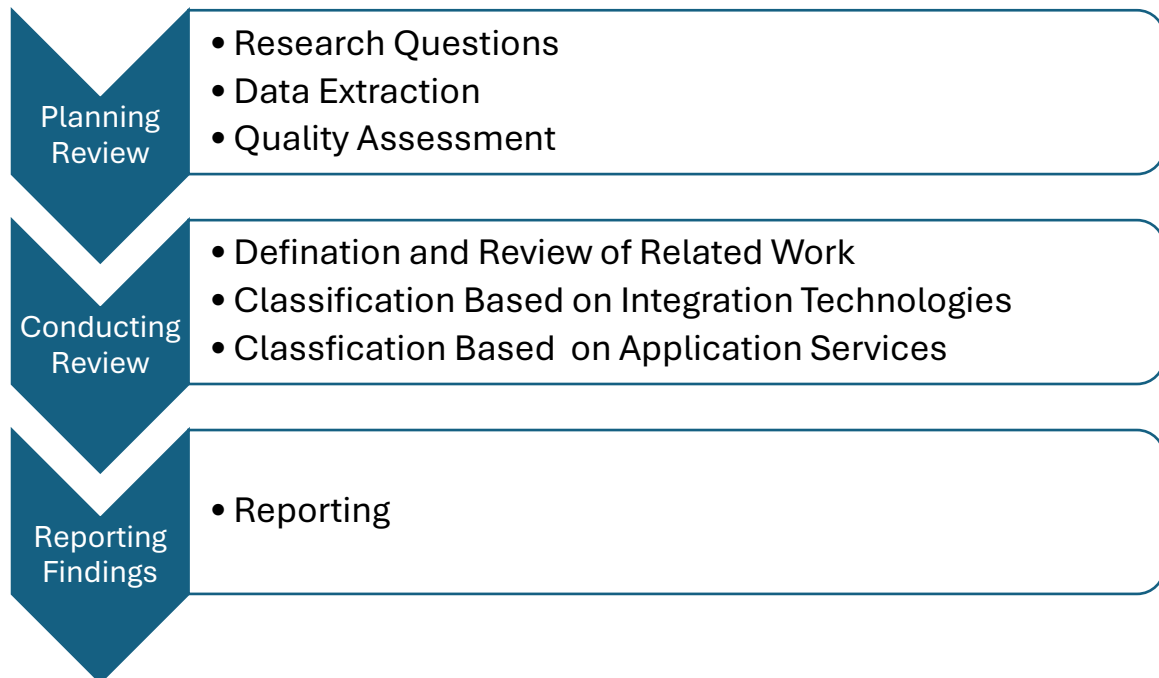 Planning
Review
• Research Questions
• Data Extraction
• Quality Assessment
Conducting
Review
• Defination and Review of Related Work
• Classification Based on Integration Technologies
• Classfication Based  on Application Services
Reporting
Findings
• Reporting